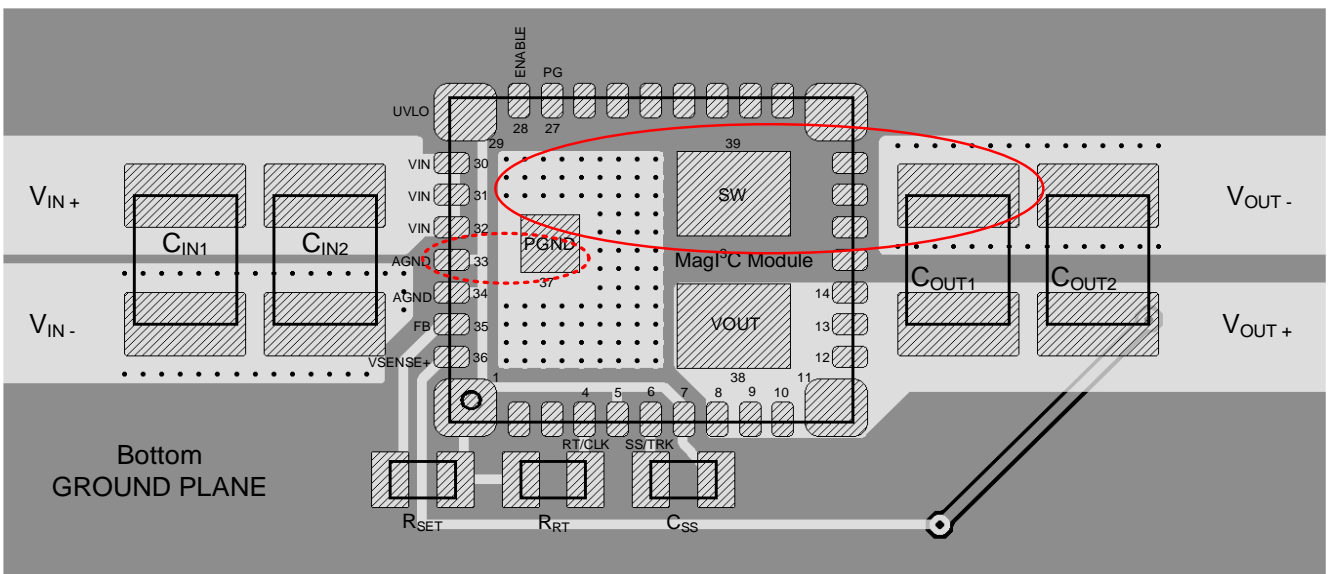 ENABLE
PG
UVLO
28
27
29
39
VIN
30
VIN
31
VIN
32
AGND
33
AGND
34
FB
35
VSENSE+
36
VIN +
CIN1
CIN2
VIN -
PGND
37
SW
MagI³C Module
VOUT
38
14
13
12
11
COUT1
COUT2
VOUT -
VOUT +
1
4
5
6
7
8
9
10
RT/CLK
SS/TRK
Bottom
GROUND PLANE
RSET
RRT
CSS